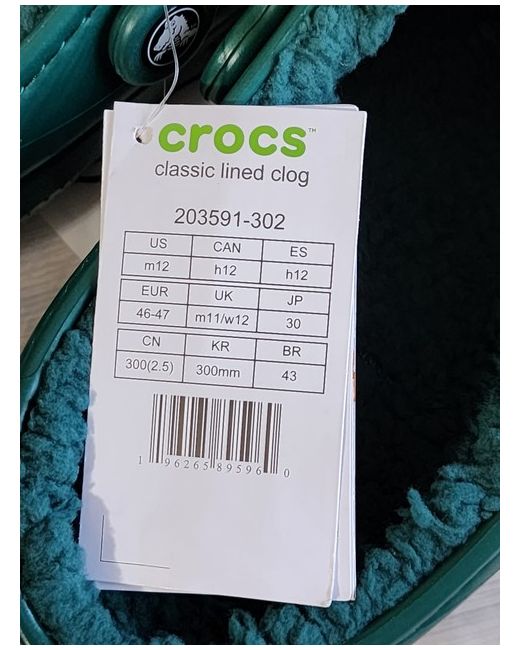 crocs™
classic lined clog
203591-302
US CAN ES
m12 h12 h12
EUR UK JP
46-47 m11/w12 30
CN KR BR
300(2.5) 300mm 43
1 96265 89596 0